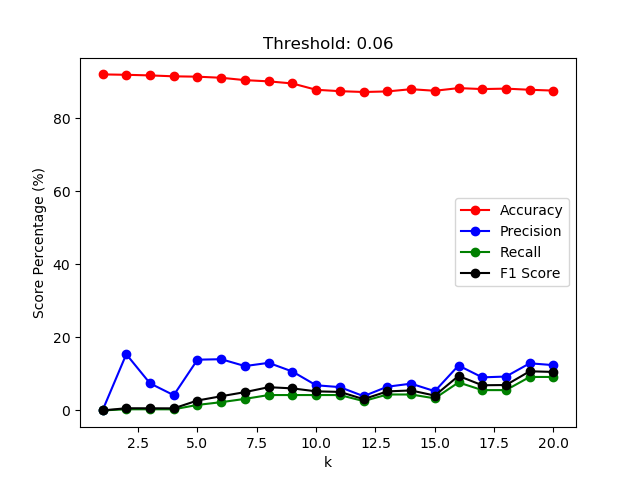 Threshold: 0.06
Score Percentage (%)
80
60
40
20
0
Accuracy
Precision
Recall
F1 Score
2.5 5.0 7.5 10.0 12.5 15.0 17.5 20.0
k